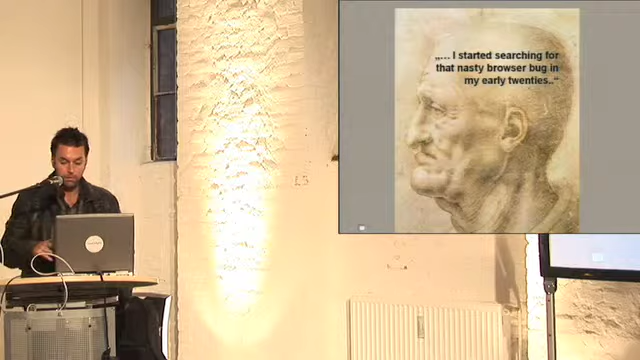 „... I started searching for
that nasty browser bug in
my early twenties..“